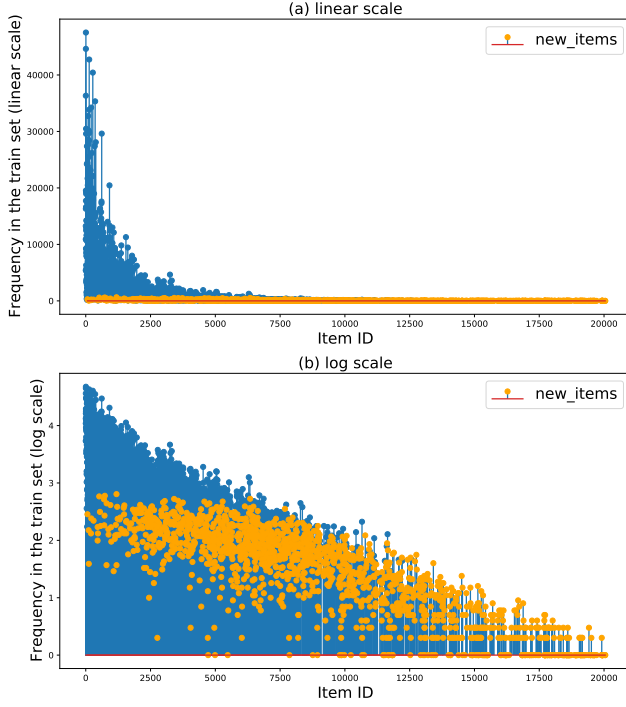 (a) linear scale
Frequency in the train set (linear scale)
40000
30000
20000
10000
0
new_items
0 2500 5000 7500 10000 12500 15000 17500 20000
Item ID
(b) log scale
Frequency in the train set (log scale)
4
3
2
1
0
new_items
0 2500 5000 7500 10000 12500 15000 17500 20000
Item ID